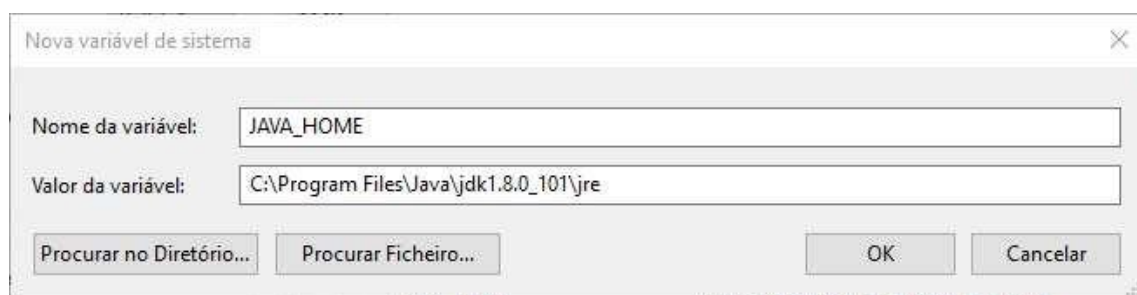 Nova variável de sistema
Nome da variável: JAVA_HOME
Valor da variável: C:\Program Files\Java\jdk1.8.0_101\jre
Procurar no Diretório... Procurar Ficheiro... OK Cancelar